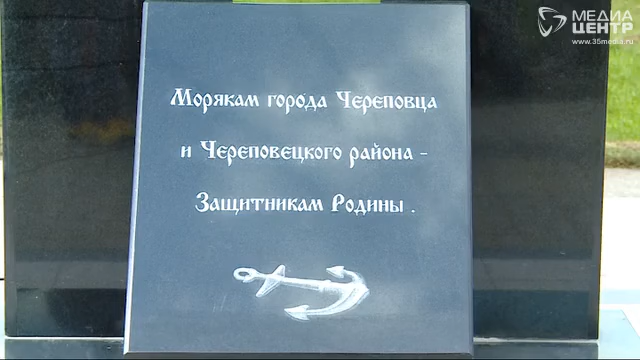 МЕДИА
ЦЕНТР
www.35media.ru
Морякам города Череповца
и Череповецкого района -
Защитникам Родины .